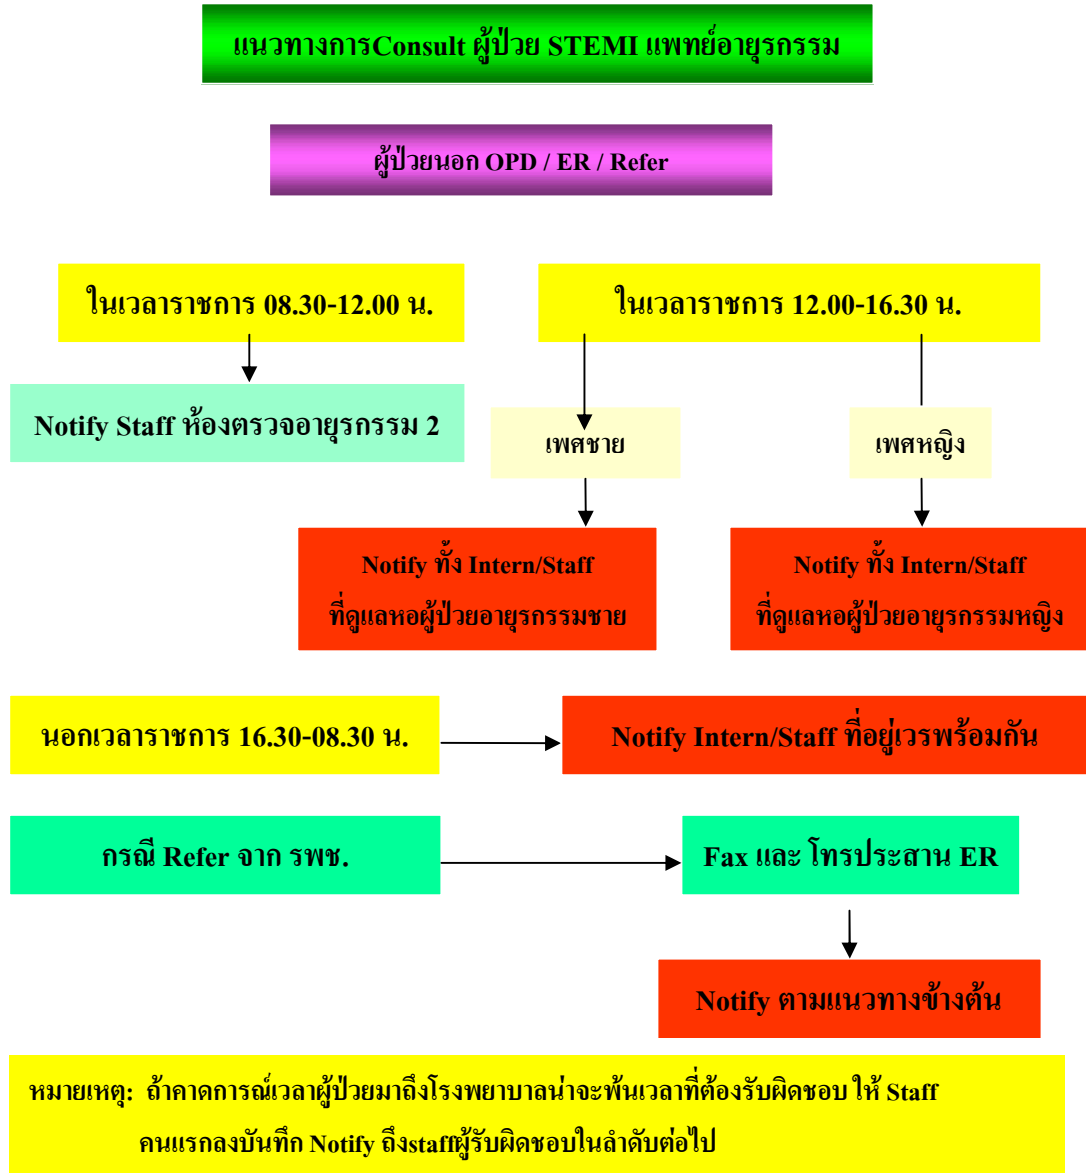 แนวทางการConsult ผู้ป่วย STEMI แพทย์อายุรกรรม
ผู้ป่วยนอก OPD / ER / Refer
ในเวลาราชการ 08.30-12.00 น.
ในเวลาราชการ 12.00-16.30 น.
Notify Staff ห้องตรวจอายุรกรรม 2
เพศชาย
เพศหญิง
Notify ทั้ง Intern/Staff
ที่ดูแลหอผู้ป่วยอายุรกรรมชาย
Notify ทั้ง Intern/Staff
ที่ดูแลหอผู้ป่วยอายุรกรรมหญิง
นอกเวลาราชการ 16.30-08.30 น.
Notify Intern/Staff ที่อยู่เวรพร้อมกัน
กรณี Refer จาก รพช.
Fax และ โทรประสาน ER
Notify ตามแนวทางข้างต้น
หมายเหตุ: ถ้าคาดการณ์เวลาผู้ป่วยมาถึงโรงพยาบาลน่าจะพ้นเวลาที่ต้องรับผิดชอบ ให้ Staff
คนแรกลงบันทึก Notify ถึงstaffผู้รับผิดชอบในลำดับต่อไป